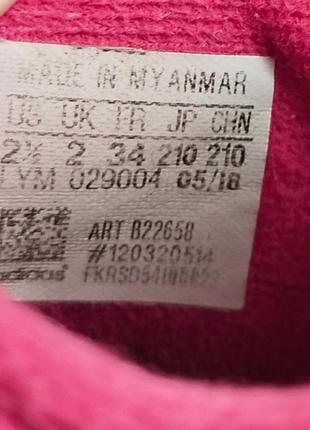 MADE IN MYANMAR
US UK FR JP CHN
2½ 2 34 210 210
LYM 029004 05/18
ART B22658
#120320514
adidas